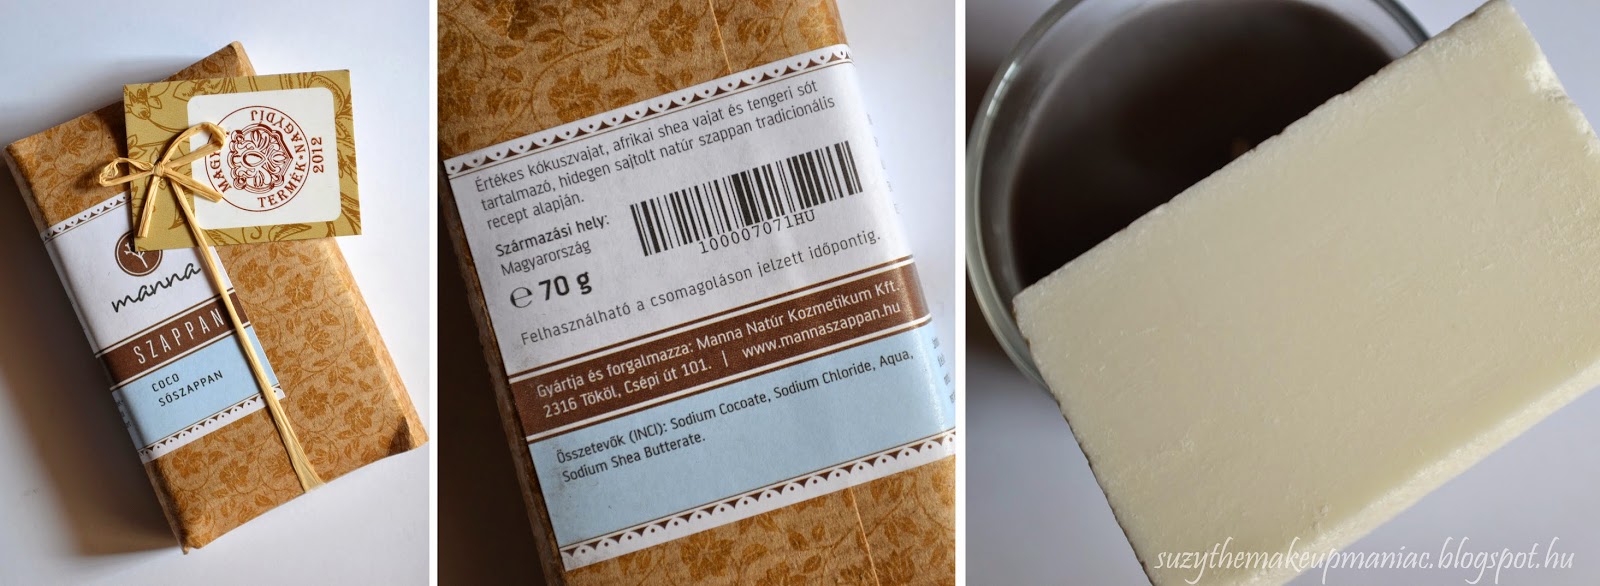 MAGY
TERMÉK • NAGYDÍJ
2012
manna
SZAPPAN
COCO
SÓSZAPPAN
Értékes kókuszvajat, afrikai shea vajat és tengeri sót
tartalmazó, hidegen sajtolt natúr szappan tradicionális
recept alapján.
Származási hely:
Magyarország
℮ 70 g
100007071HU
Felhasználható a csomagoláson jelzett időpontig.
Gyártja és forgalmazza: Manna Natúr Kozmetikum Kft.
2316 Tököl, Csépi út 101. | www.mannaszappan.hu
Összetevők (INCI): Sodium Cocoate, Sodium Chloride, Aqua,
Sodium Shea Butterate.
suzythemakeupmaniac.blogspot.hu